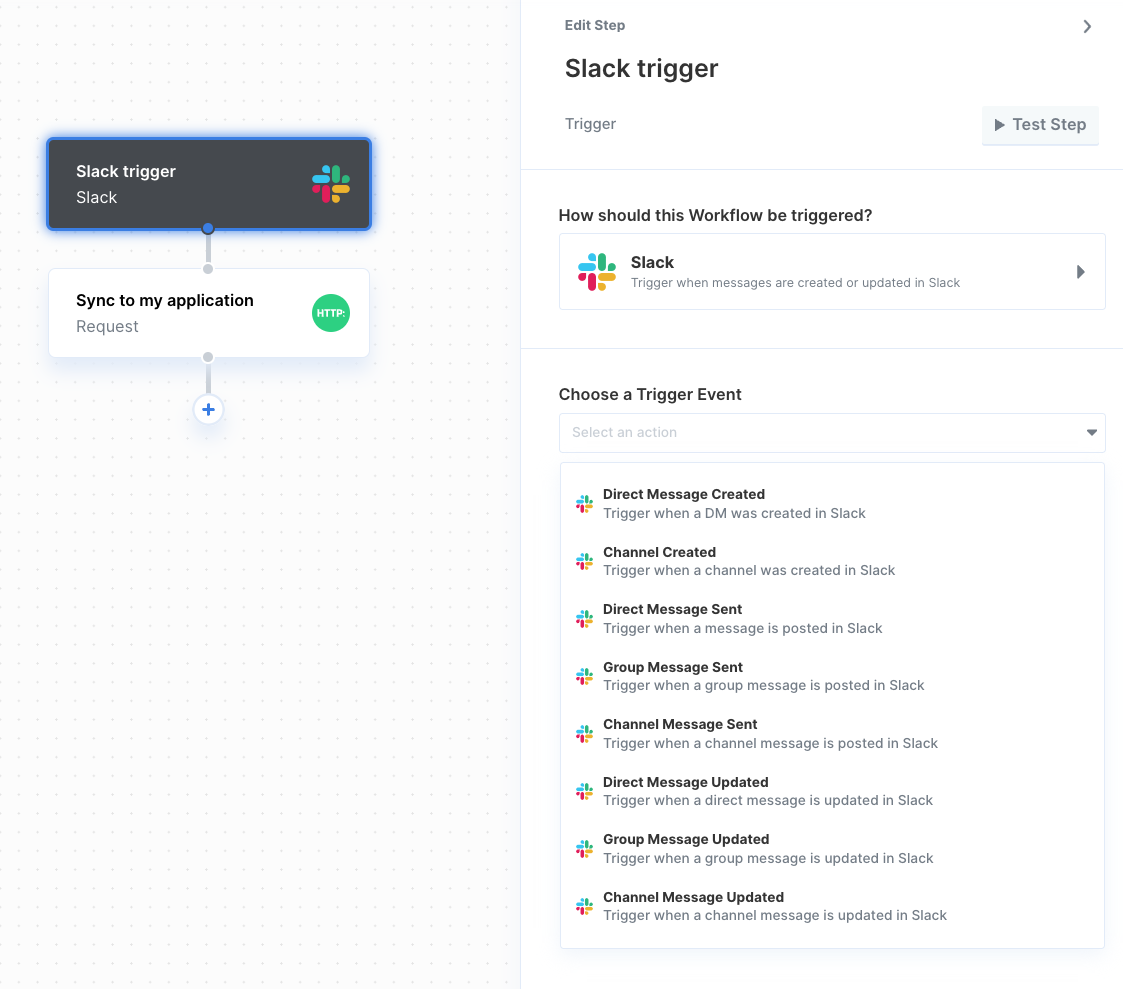 Slack trigger
Slack
Sync to my application
Request
HTTP:
Edit Step
Slack trigger
Trigger
Test Step
How should this Workflow be triggered?
Slack
Trigger when messages are created or updated in Slack
Choose a Trigger Event
Select an action
Direct Message Created
Trigger when a DM was created in Slack
Channel Created
Trigger when a channel was created in Slack
Direct Message Sent
Trigger when a message is posted in Slack
Group Message Sent
Trigger when a group message is posted in Slack
Channel Message Sent
Trigger when a channel message is posted in Slack
Direct Message Updated
Trigger when a direct message is updated in Slack
Group Message Updated
Trigger when a group message is updated in Slack
Channel Message Updated
Trigger when a channel message is updated in Slack